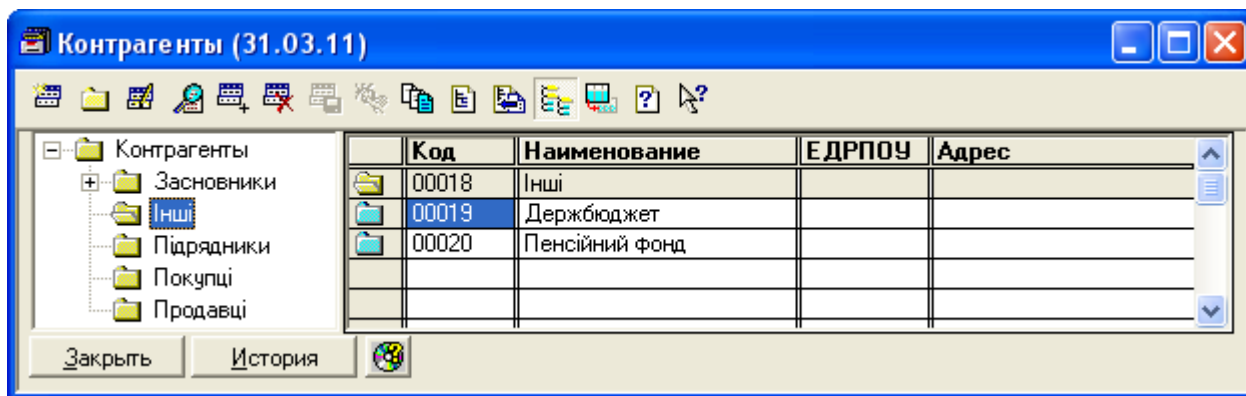 Контрагенты (31.03.11)
Контрагенты
Засновники
Інші
Підрядники
Покупці
Продавці
Код Наименование ЕДРПОУ Адрес
00018 Інші
00019 Держбюджет
00020 Пенсійний фонд
Закрыть История